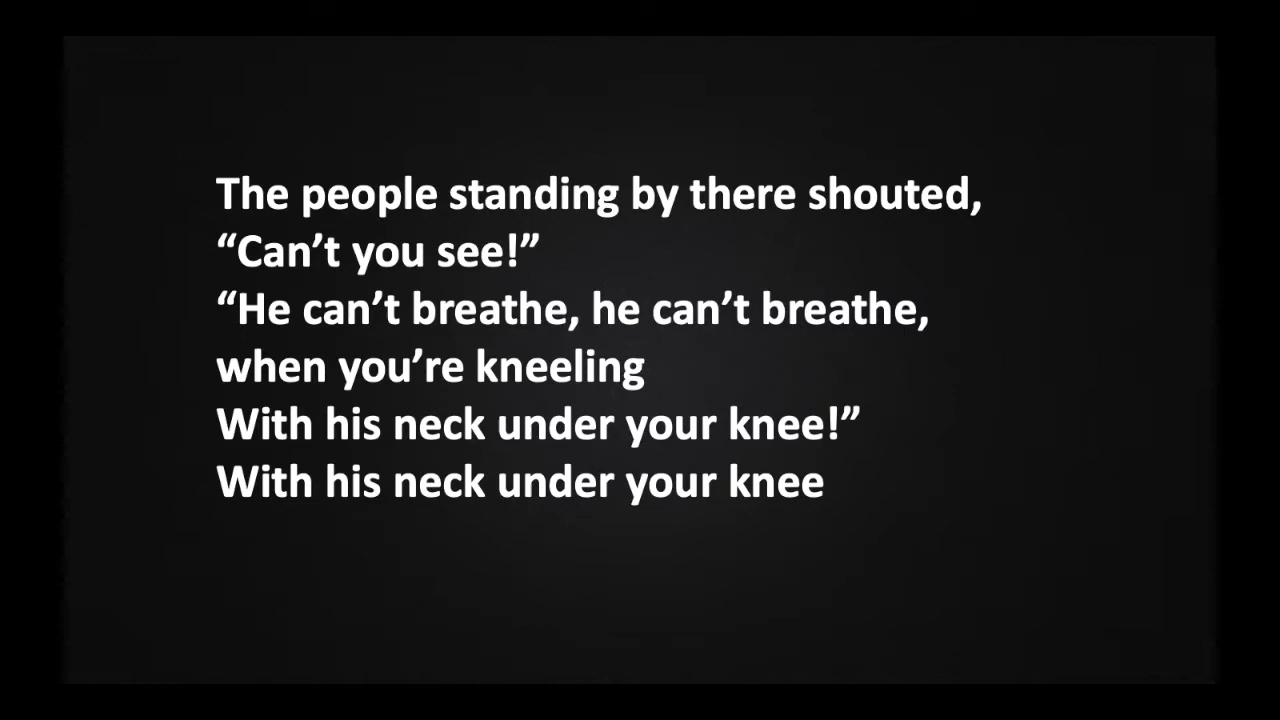 The people standing by there shouted,
“Can’t you see!”
“He can’t breathe, he can’t breathe,
when you’re kneeling
With his neck under your knee!”
With his neck under your knee